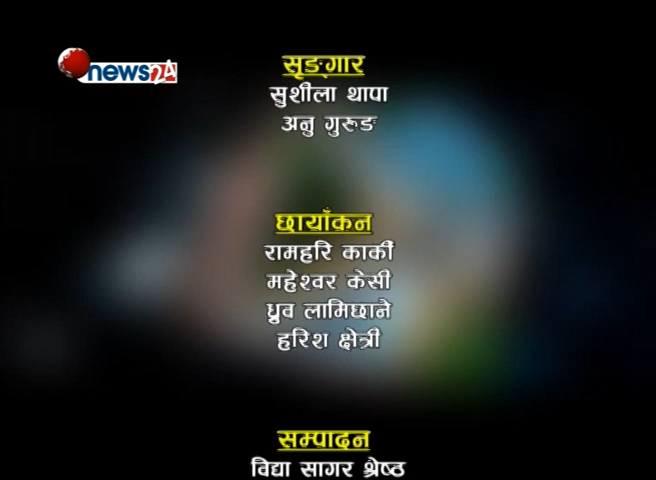 news24
सृङ्गार
सुशीला थापा
अनु गुरुङ
छायाँकन
रामहरि कार्की
महेश्वर केसी
ध्रुव लामिछाने
हरिश क्षेत्री
सम्पादन
विद्या सागर श्रेष्ठ